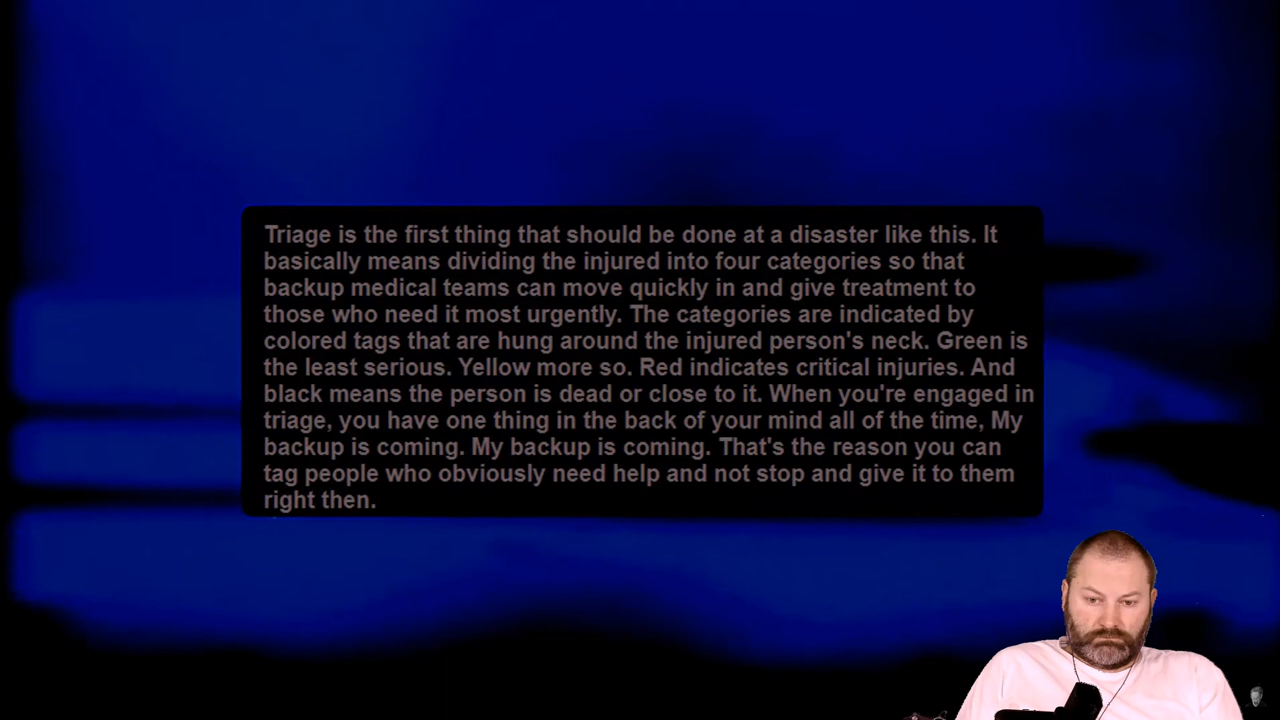 Triage is the first thing that should be done at a disaster like this. It
basically means dividing the injured into four categories so that
backup medical teams can move quickly in and give treatment to
those who need it most urgently. The categories are indicated by
colored tags that are hung around the injured person's neck. Green is
the least serious. Yellow more so. Red indicates critical injuries. And
black means the person is dead or close to it. When you're engaged in
triage, you have one thing in the back of your mind all of the time, My
backup is coming. My backup is coming. That's the reason you can
tag people who obviously need help and not stop and give it to them
right then.